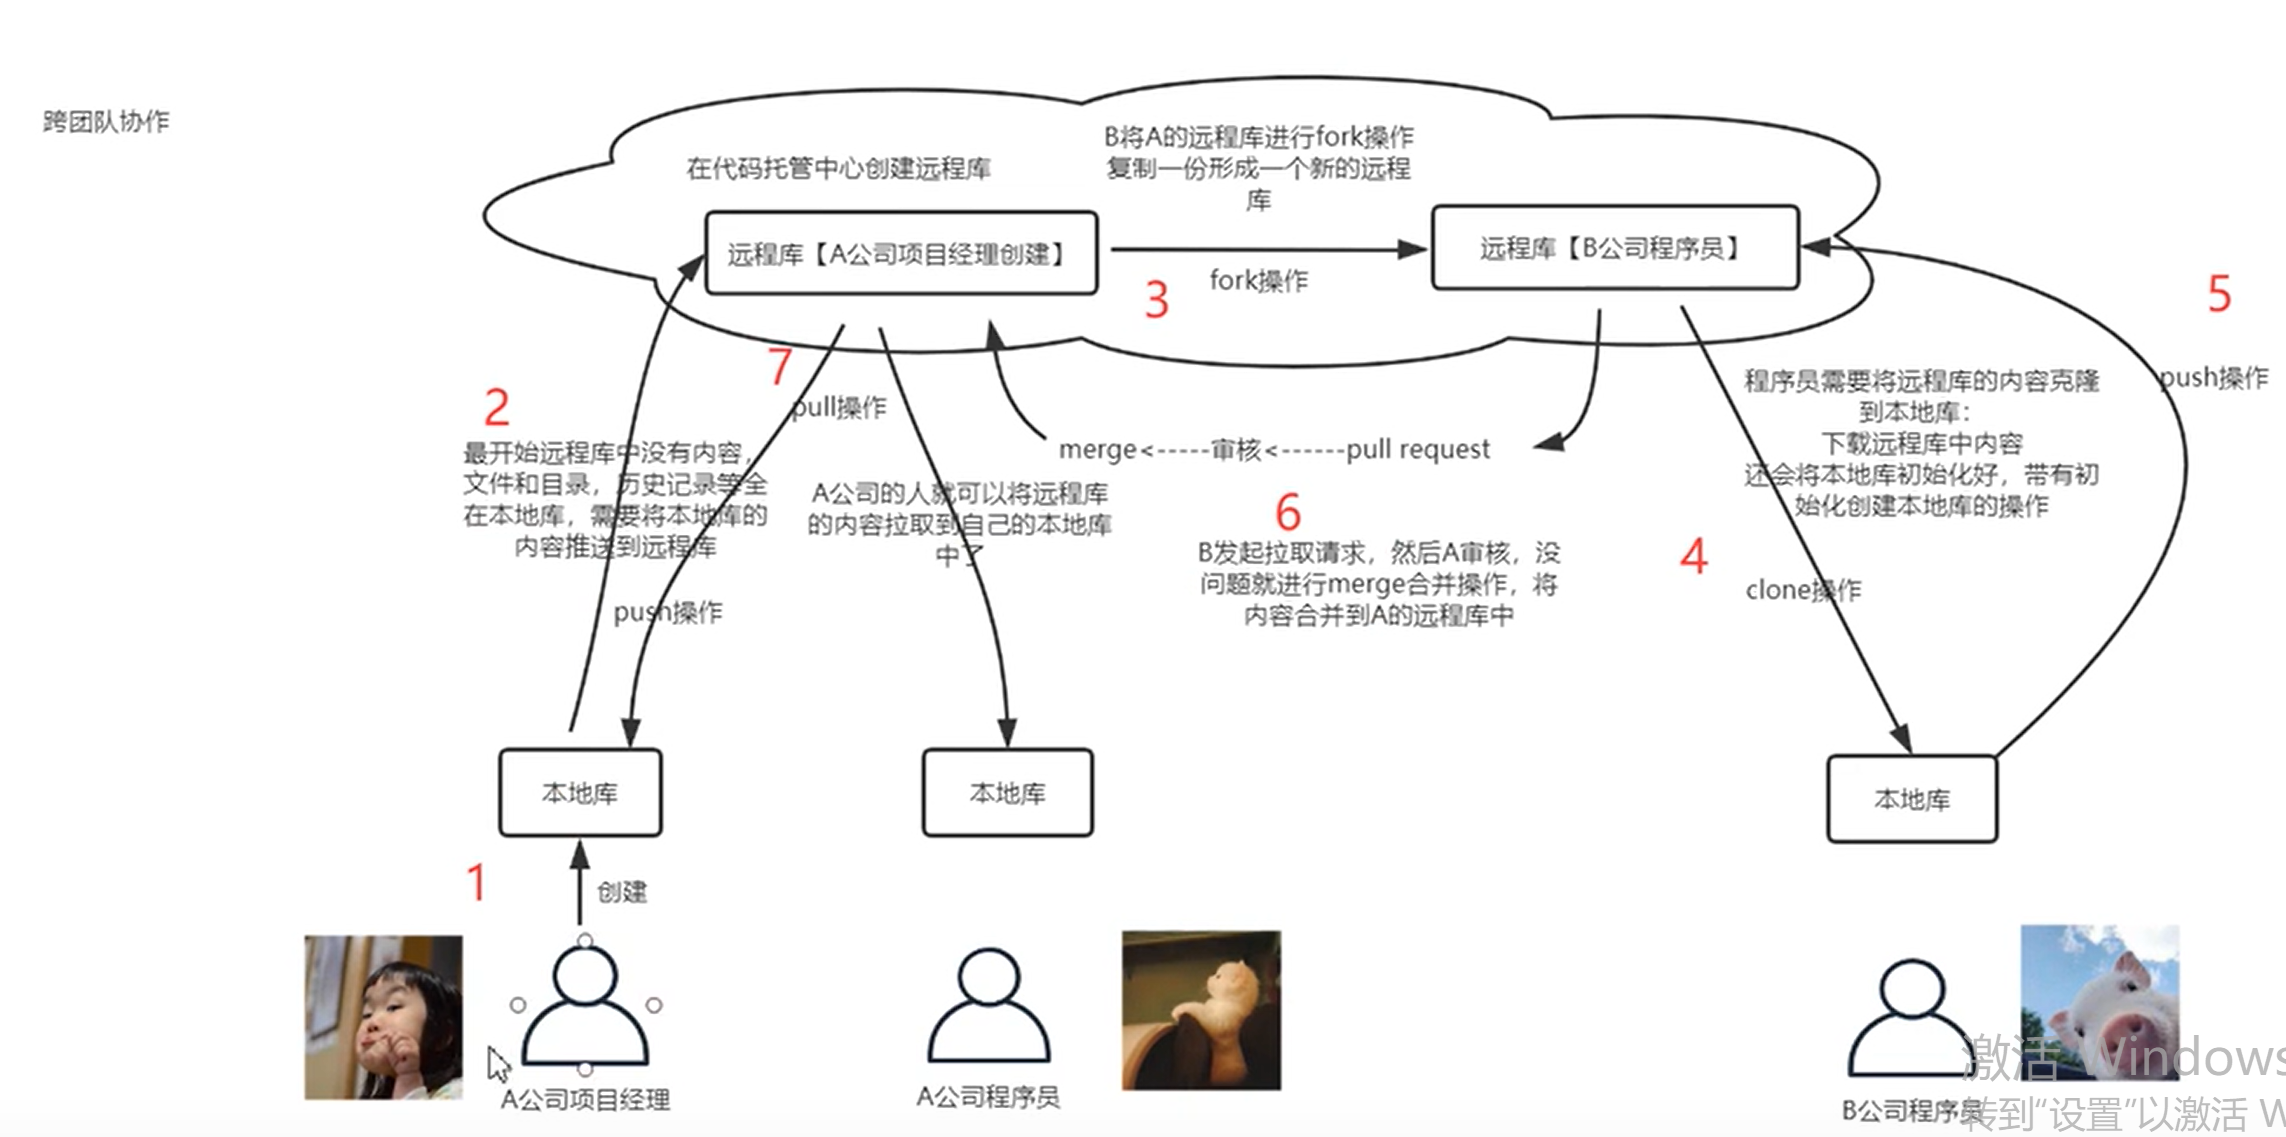 跨团队协作
在代码托管中心创建远程库
B将A的远程库进行fork操作
复制一份形成一个新的远程
库
远程库【A公司项目经理创建】
fork操作
3
远程库【B公司程序员】
5
push操作
7
pull操作
2
最开始远程库中没有内容，
文件和目录，历史记录等全
在本地库，需要将本地库的
内容推送到远程库
push操作
A公司的人就可以将远程库
的内容拉取到自己的本地库
中了
merge<-----审核<------pull request
6
B发起拉取请求，然后A审核，没
问题就进行merge合并操作，将
内容合并到A的远程库中
程序员需要将远程库的内容克隆
到本地库：
下载远程库中内容
还会将本地库初始化好，带有初
始化创建本地库的操作
4
clone操作
本地库
本地库
本地库
1
创建
A公司项目经理
A公司程序员
B公司程序员
激活 Windows
转到“设置”以激活 W